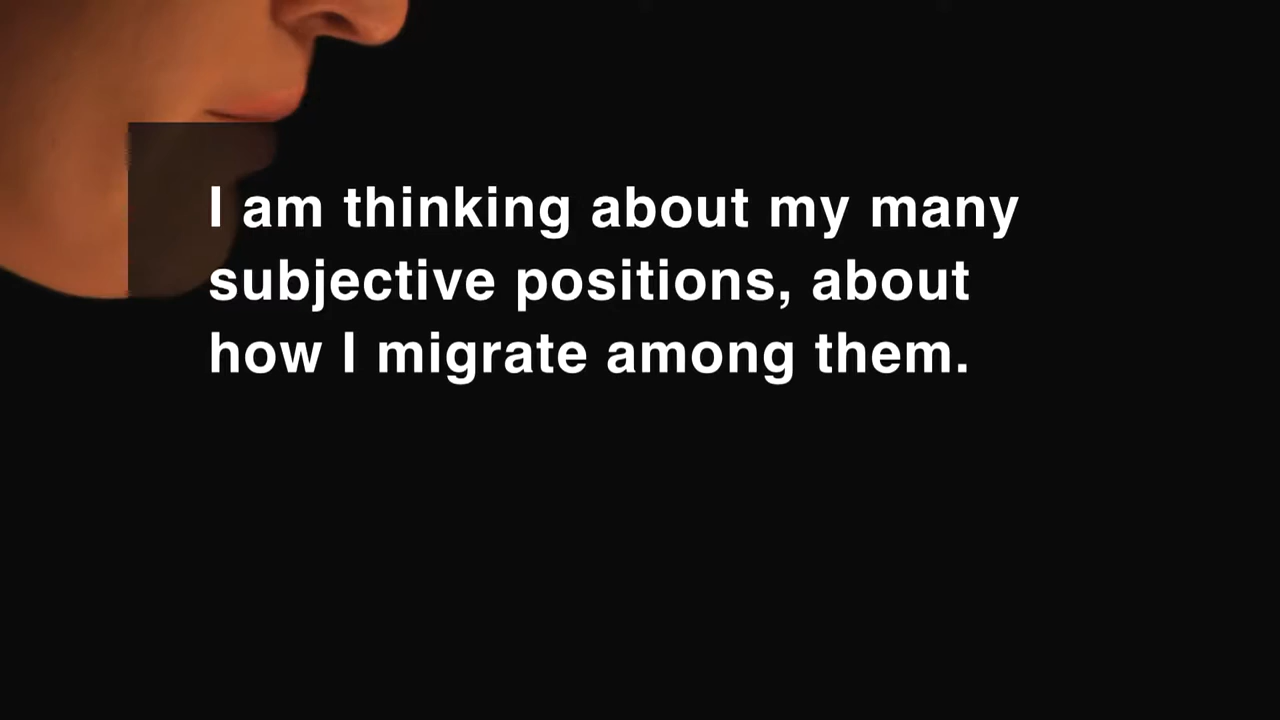 I am thinking about my many
subjective positions, about
how I migrate among them.